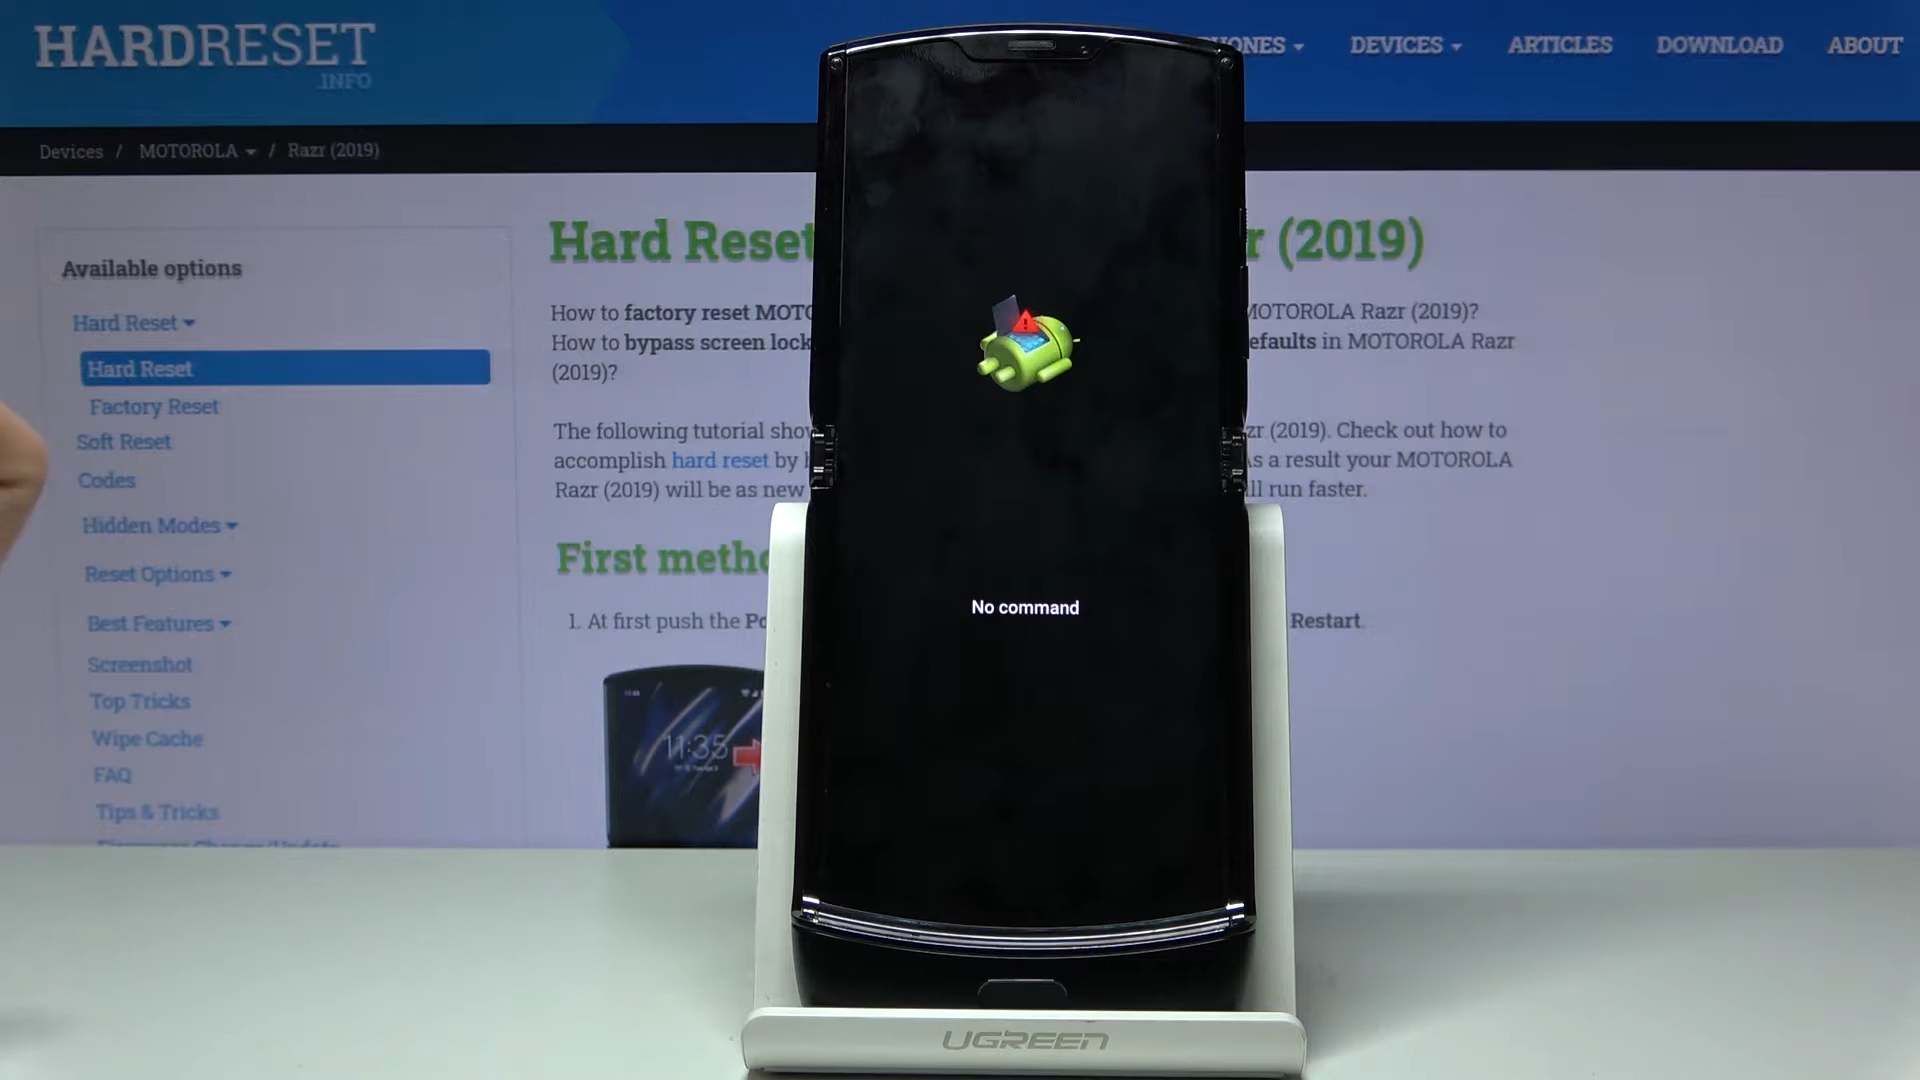 HARDRESET
.INFO
HONES
DEVICES
ARTICLES
DOWNLOAD
ABOUT
Devices / MOTOROLA / Razr (2019)
Available options
Hard Reset
Hard Reset
Factory Reset
Soft Reset
Codes
Hidden Modes
Reset Options
Best Features
Screenshot
Top Tricks
Wipe Cache
FAQ
Tips & Tricks
Hard Reset r (2019)
How to factory reset MOTO MOTOROLA Razr (2019)?
How to bypass screen lock efaults in MOTOROLA Razr
(2019)?
The following tutorial show zr (2019). Check out how to
accomplish hard reset by As a result your MOTOROLA
Razr (2019) will be as new ll run faster.
First metho
1. At first push the Po Restart.
11:35
No command
UGREEN